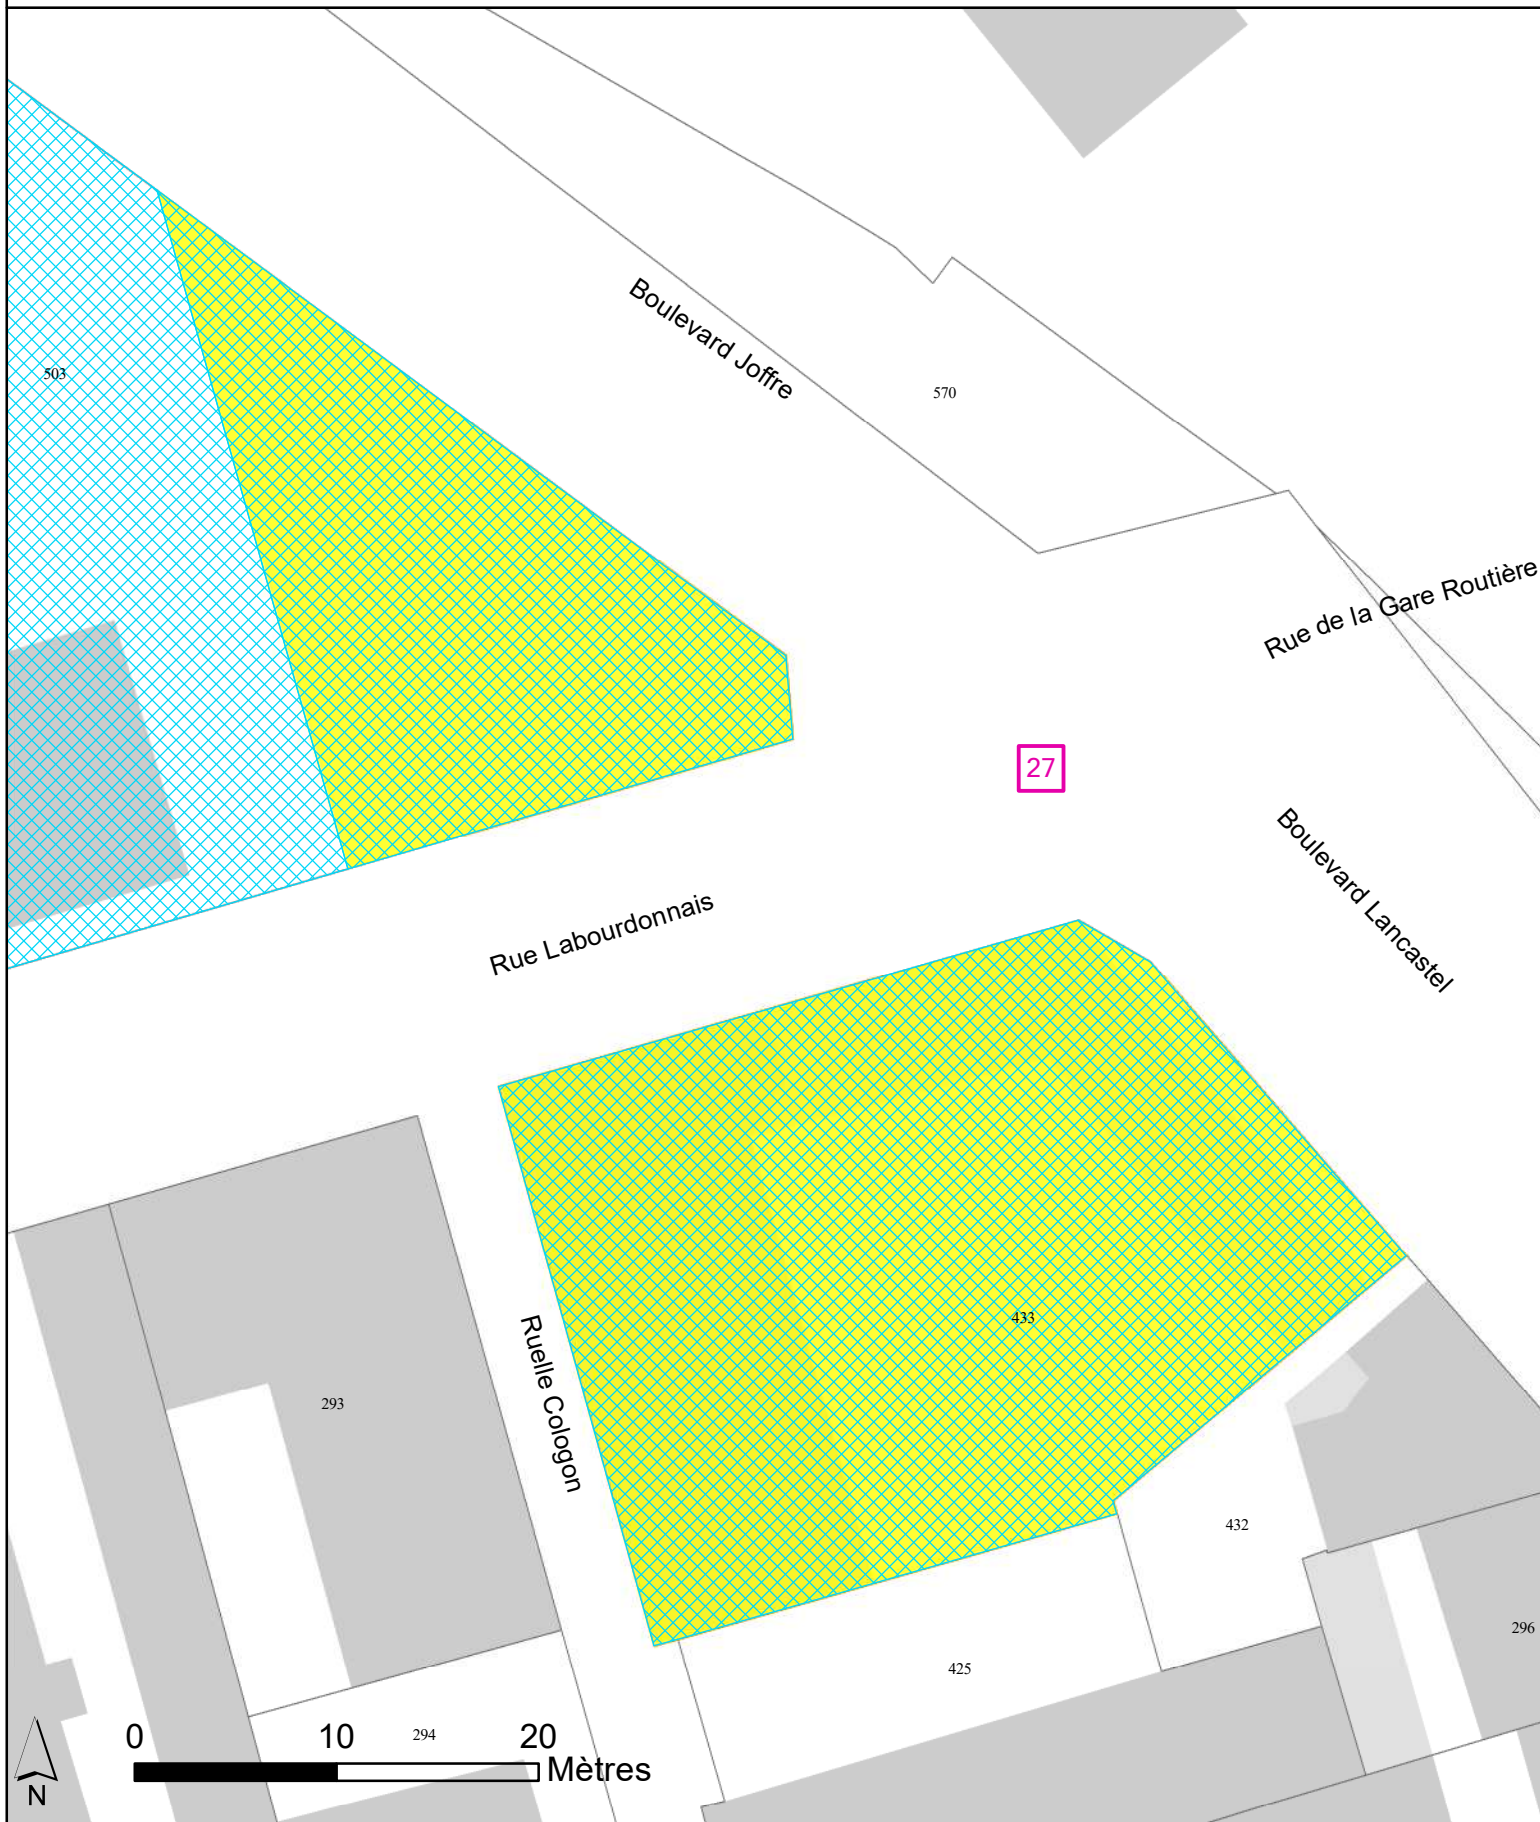 Boulevard Joffre
503
570
Rue de la Gare Routière
27
Boulevard Lancastel
Rue Labourdonnais
433
Ruelle Cologon
293
432
296
425
294
0 10 20
Mètres
N